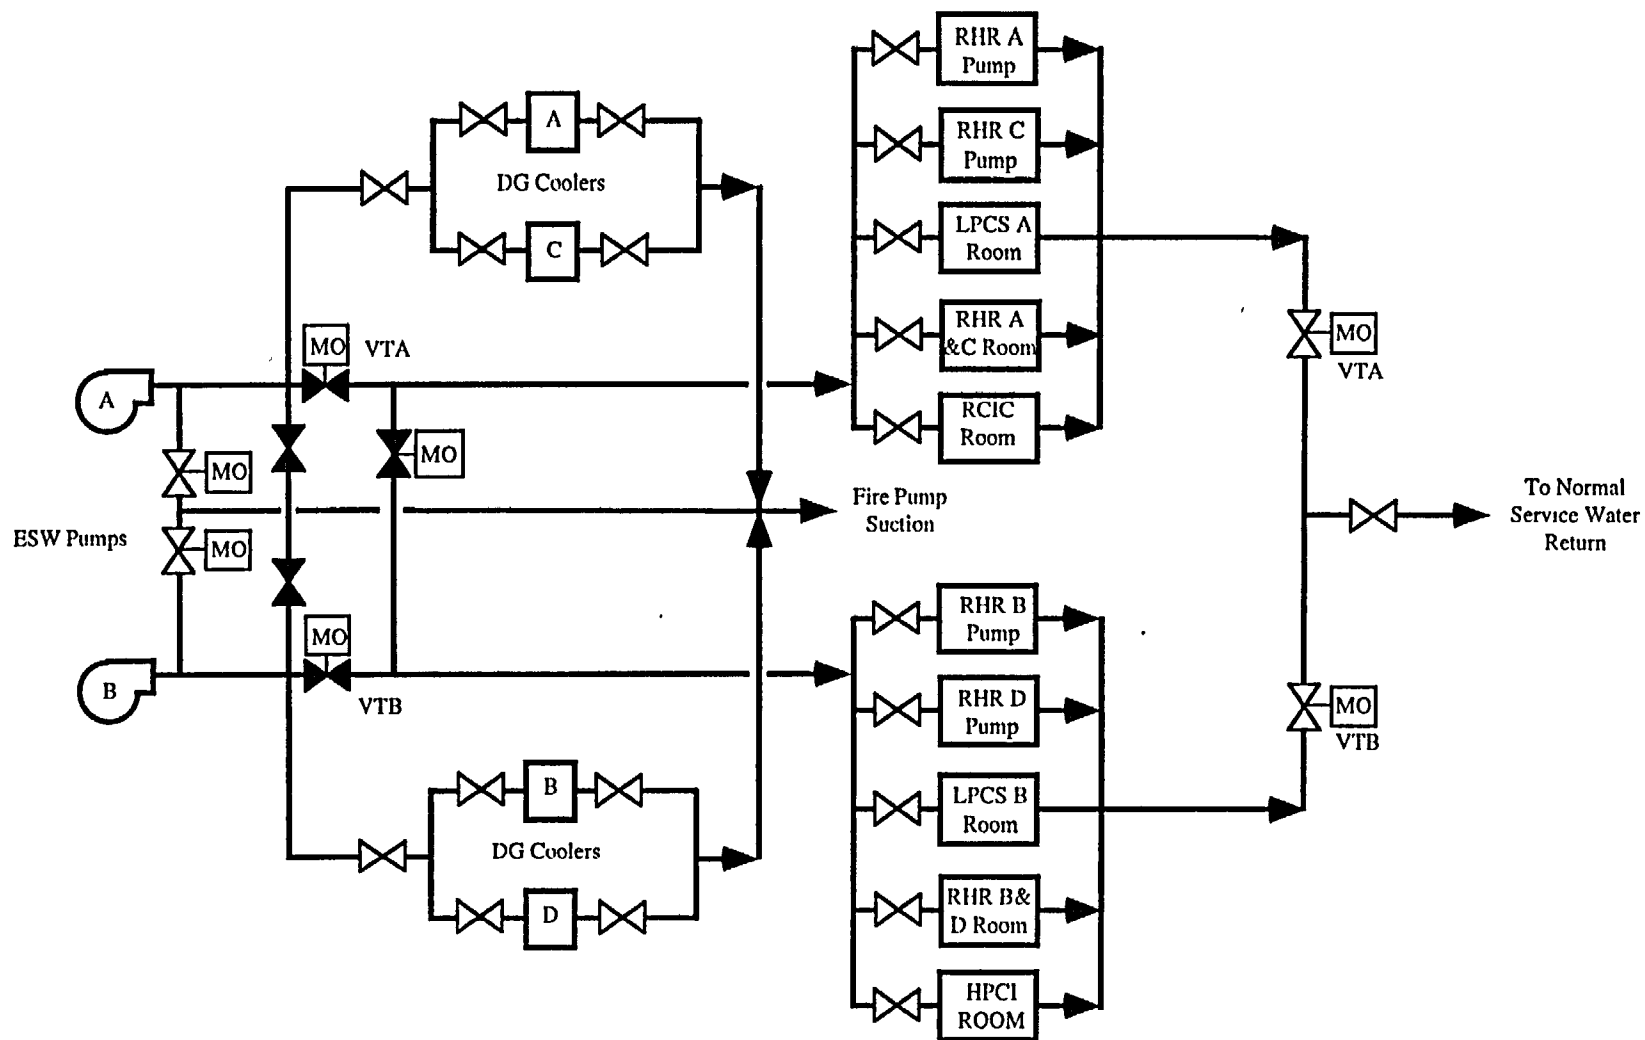 RHR A
Pump
RHR C
Pump
LPCS A
Room
RHR A
&C Room
RCIC
Room
A
DG Coolers
C
MO
VTA
A
MO
MO
MO
ESW Pumps
Fire Pump
Suction
MO
VTA
To Normal
Service Water
Return
B
MO
VTB
B
DG Coolers
D
RHR B
Pump
RHR D
Pump
LPCS B
Room
RHR B&
D Room
HPCI
ROOM
MO
VTB